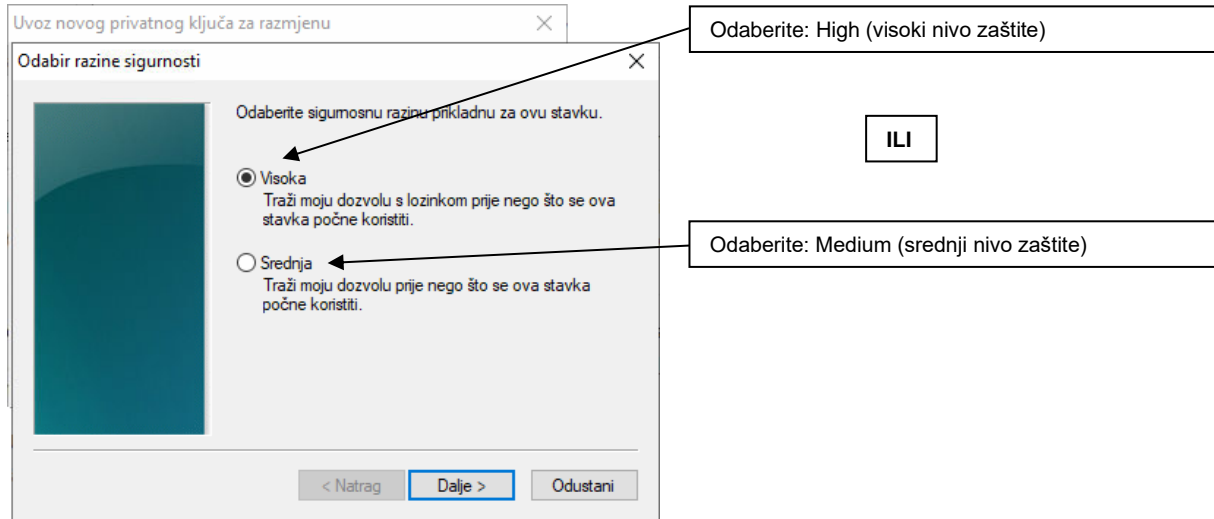 Uvoz novog privatnog ključa za razmjenu
Odabir razine sigurnosti
Odaberite sigurnosnu razinu prikladnu za ovu stavku.
Visoka
Traži moju dozvolu s lozinkom prije nego što se ova
stavka počne koristiti.
Srednja
Traži moju dozvolu prije nego što se ova stavka
počne koristiti.
< Natrag
Dalje >
Odustani
Odaberite: High (visoki nivo zaštite)
ILI
Odaberite: Medium (srednji nivo zaštite)